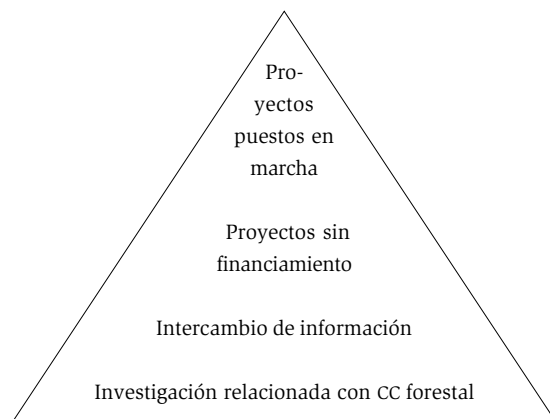 Pro-
yectos
puestos en
marcha
Proyectos sin
financiamiento
Intercambio de información
Investigación relacionada con CC forestal